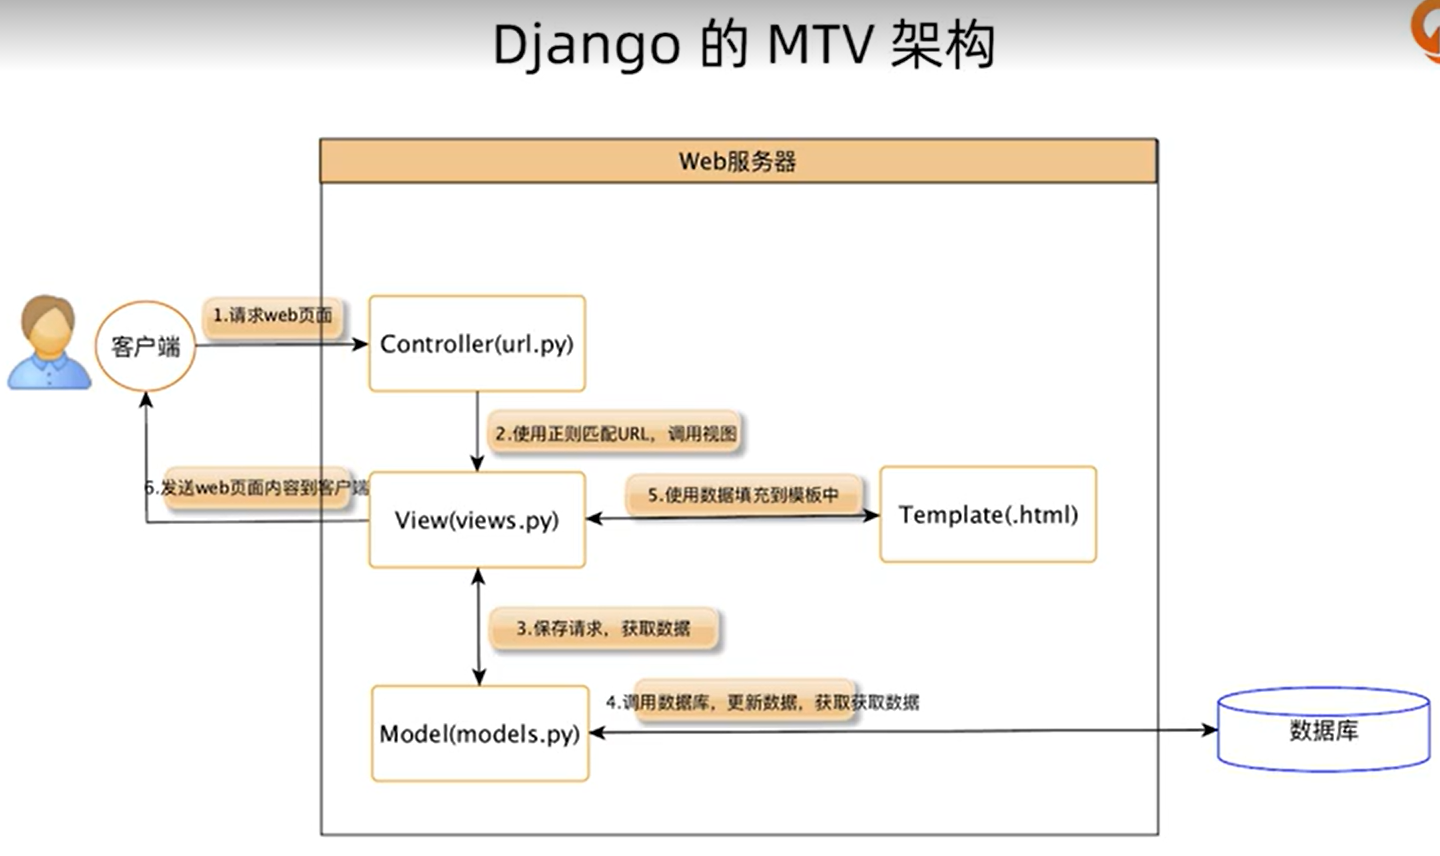 Django 的 MTV 架构
Web服务器
客户端
1.请求web页面
Controller(url.py)
2.使用正则匹配URL，调用视图
6.发送web页面内容到客户端
View(views.py)
5.使用数据填充到模板中
Template(.html)
3.保存请求，获取数据
4.调用数据库，更新数据，获取获取数据
Model(models.py)
数据库